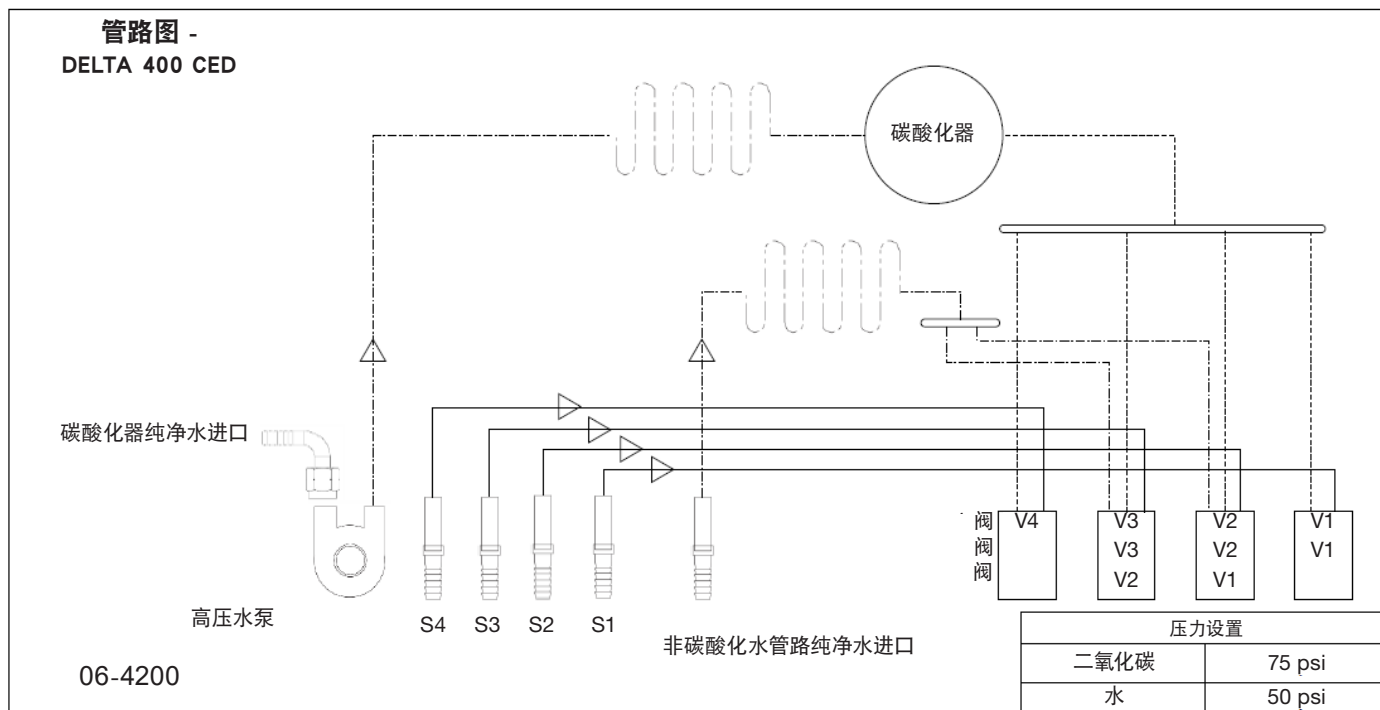 管路图 -
DELTA 400 CED
碳酸化器
碳酸化器纯净水进口
高压水泵
S4 S3 S2 S1
非碳酸化水管路纯净水进口
阀 V4 V3 V2 V1
阀 V3 V2 V1
阀 V2 V1
压力设置
二氧化碳 75 psi
水 50 psi
06-4200